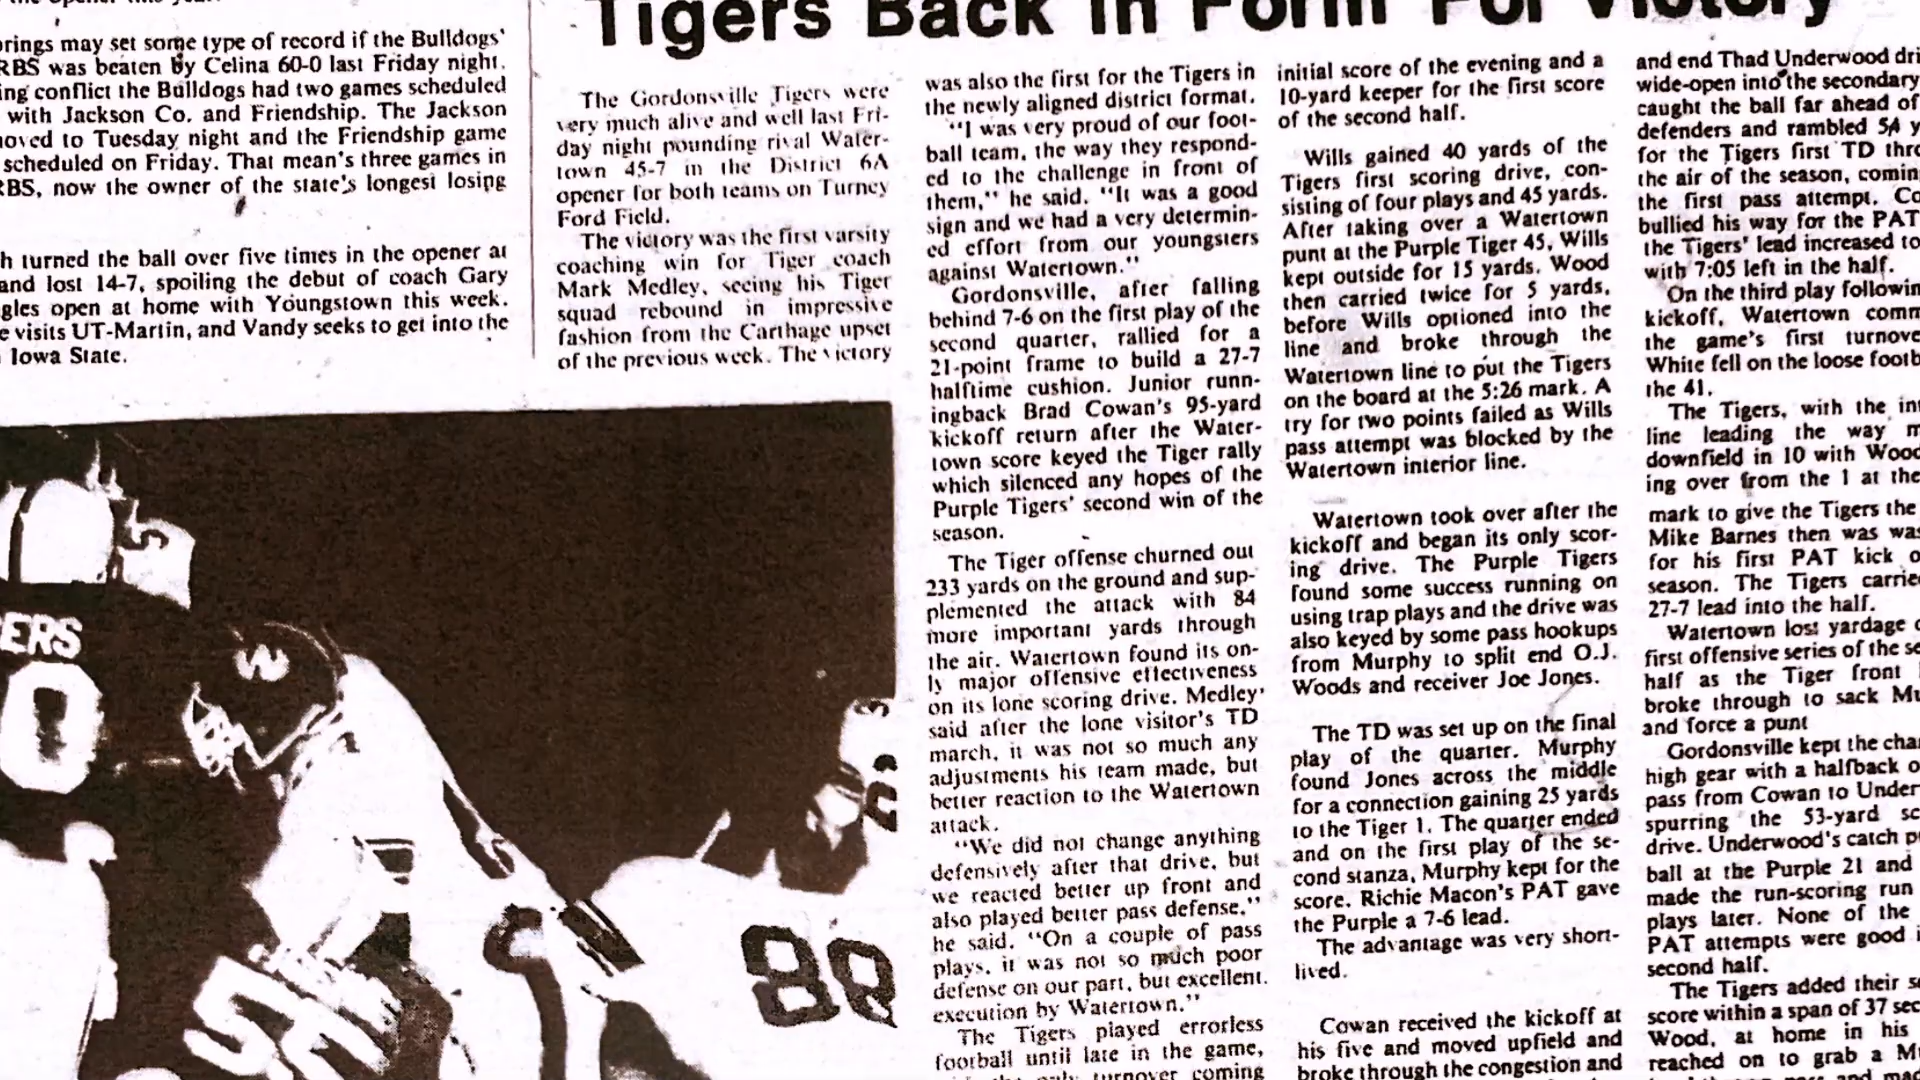 Tigers Back In Form For Victory
orings may set some type of record if the Bulldogs'
RBS was beaten by Celina 60-0 last Friday night.
ing conflict the Bulldogs had two games scheduled
with Jackson Co. and Friendship. The Jackson
moved to Tuesday night and the Friendship game
scheduled on Friday. That mean's three games in
RBS, now the owner of the state's longest losing
h turned the ball over five times in the opener at
and lost 14-7, spoiling the debut of coach Gary
gles open at home with Youngstown this week.
e visits UT-Martin, and Vandy seeks to get into the
Iowa State.
The Gordonsville Tigers were
very much alive and well last Fri-
day night pounding rival Water-
town 45-7 in the District 6A
opener for both teams on Turney
Ford Field.
The victory was the first varsity
coaching win for Tiger coach
Mark Medley, seeing his Tiger
squad rebound in impressive
fashion from the Carthage upset
of the previous week. The victory
was also the first for the Tigers in
the newly aligned district format.
"I was very proud of our foot-
ball team, the way they respond-
ed to the challenge in front of
them," he said. "It was a good
sign and we had a very determin-
ed effort from our youngsters
against Watertown."
Gordonsville, after falling
behind 7-6 on the first play of the
second quarter, rallied for a
21-point frame to build a 27-7
halftime cushion. Junior runn-
ingback Brad Cowan's 95-yard
kickoff return after the Water-
town score keyed the Tiger rally
which silenced any hopes of the
Purple Tigers' second win of the
season.
The Tiger offense churned out
233 yards on the ground and sup-
plemented the attack with 84
more important yards through
the air. Watertown found its on-
ly major offensive effectiveness
on its lone scoring drive. Medley
said after the lone visitor's TD
march, it was not so much any
adjustments his team made, but
better reaction to the Watertown
attack.
"We did not change anything
defensively after that drive, but
we reacted better up front and
also played better pass defense,"
he said. "On a couple of pass
plays, it was not so much poor
defense on our part, but excellent
execution by Watertown."
The Tigers played errorless
football until late in the game,
the only turnover coming
initial score of the evening and a
10-yard keeper for the first score
of the second half.
Wills gained 40 yards of the
Tigers first scoring drive, con-
sisting of four plays and 45 yards.
After taking over a Watertown
punt at the Purple Tiger 45, Wills
kept outside for 15 yards. Wood
then carried twice for 5 yards,
before Wills optioned into the
line and broke through the
Watertown line to put the Tigers
on the board at the 5:26 mark. A
try for two points failed as Wills
pass attempt was blocked by the
Watertown interior line.
Watertown took over after the
kickoff and began its only scor-
ing drive. The Purple Tigers
found some success running on
using trap plays and the drive was
also keyed by some pass hookups
from Murphy to split end O.J.
Woods and receiver Joe Jones.
The TD was set up on the final
play of the quarter. Murphy
found Jones across the middle
for a connection gaining 25 yards
to the Tiger 1. The quarter ended
and on the first play of the se-
cond stanza, Murphy kept for the
score. Richie Macon's PAT gave
the Purple a 7-6 lead.
The advantage was very short-
lived.
Cowan received the kickoff at
his five and moved upfield and
broke through the congestion and
and end Thad Underwood dri
wide-open into the secondary
caught the ball far ahead of
defenders and rambled 54 y
for the Tigers first TD thro
the air of the season, comin
the first pass attempt. Co
bullied his way for the PAT
the Tigers' lead increased to
with 7:05 left in the half.
On the third play followin
kickoff, Watertown comm
the game's first turnove
White fell on the loose footb
the 41.
The Tigers, with the int
line leading the way m
downfield in 10 with Wood
ing over from the 1 at the
mark to give the Tigers the
Mike Barnes then was was
for his first PAT kick o
season. The Tigers carrie
27-7 lead into the half.
Watertown lost yardage o
first offensive series of the se
half as the Tiger front
broke through to sack Mu
and force a punt
Gordonsville kept the cha
high gear with a halfback o
pass from Cowan to Under
spurring the 53-yard sc
drive. Underwood's catch p
ball at the Purple 21 and
made the run-scoring run
plays later. None of the
PAT attempts were good i
second half.
The Tigers added their s
score within a span of 37 sec
Wood, at home in his
reached on to grab a Mu
ERS
0
W
5
88